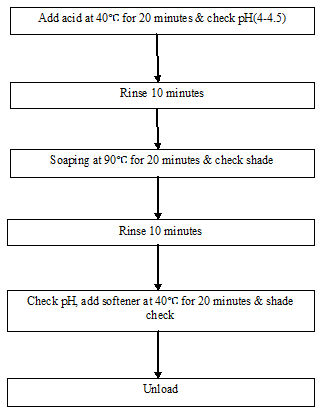 Add acid at 40°C for 20 minutes & check pH(4-4.5)
Rinse 10 minutes
Soaping at 90°C for 20 minutes & check shade
Rinse 10 minutes
Check pH, add softener at 40°C for 20 minutes & shade
check
Unload